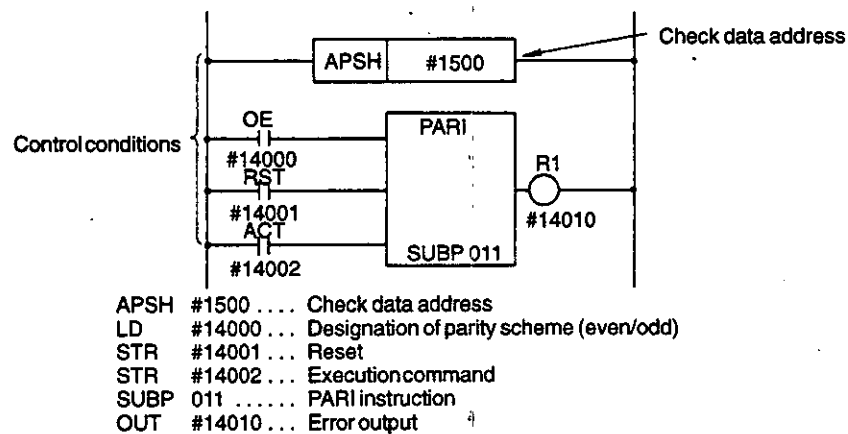 APSH #1500
Check data address
Control conditions
OE
#14000
RST
#14001
ACT
#14002
PARI
SUBP 011
R1
#14010
APSH #1500 .... Check data address
LD #14000 ... Designation of parity scheme (even/odd)
STR #14001 ... Reset
STR #14002 ... Execution command
SUBP 011 ...... PARI instruction
OUT #14010 ... Error output